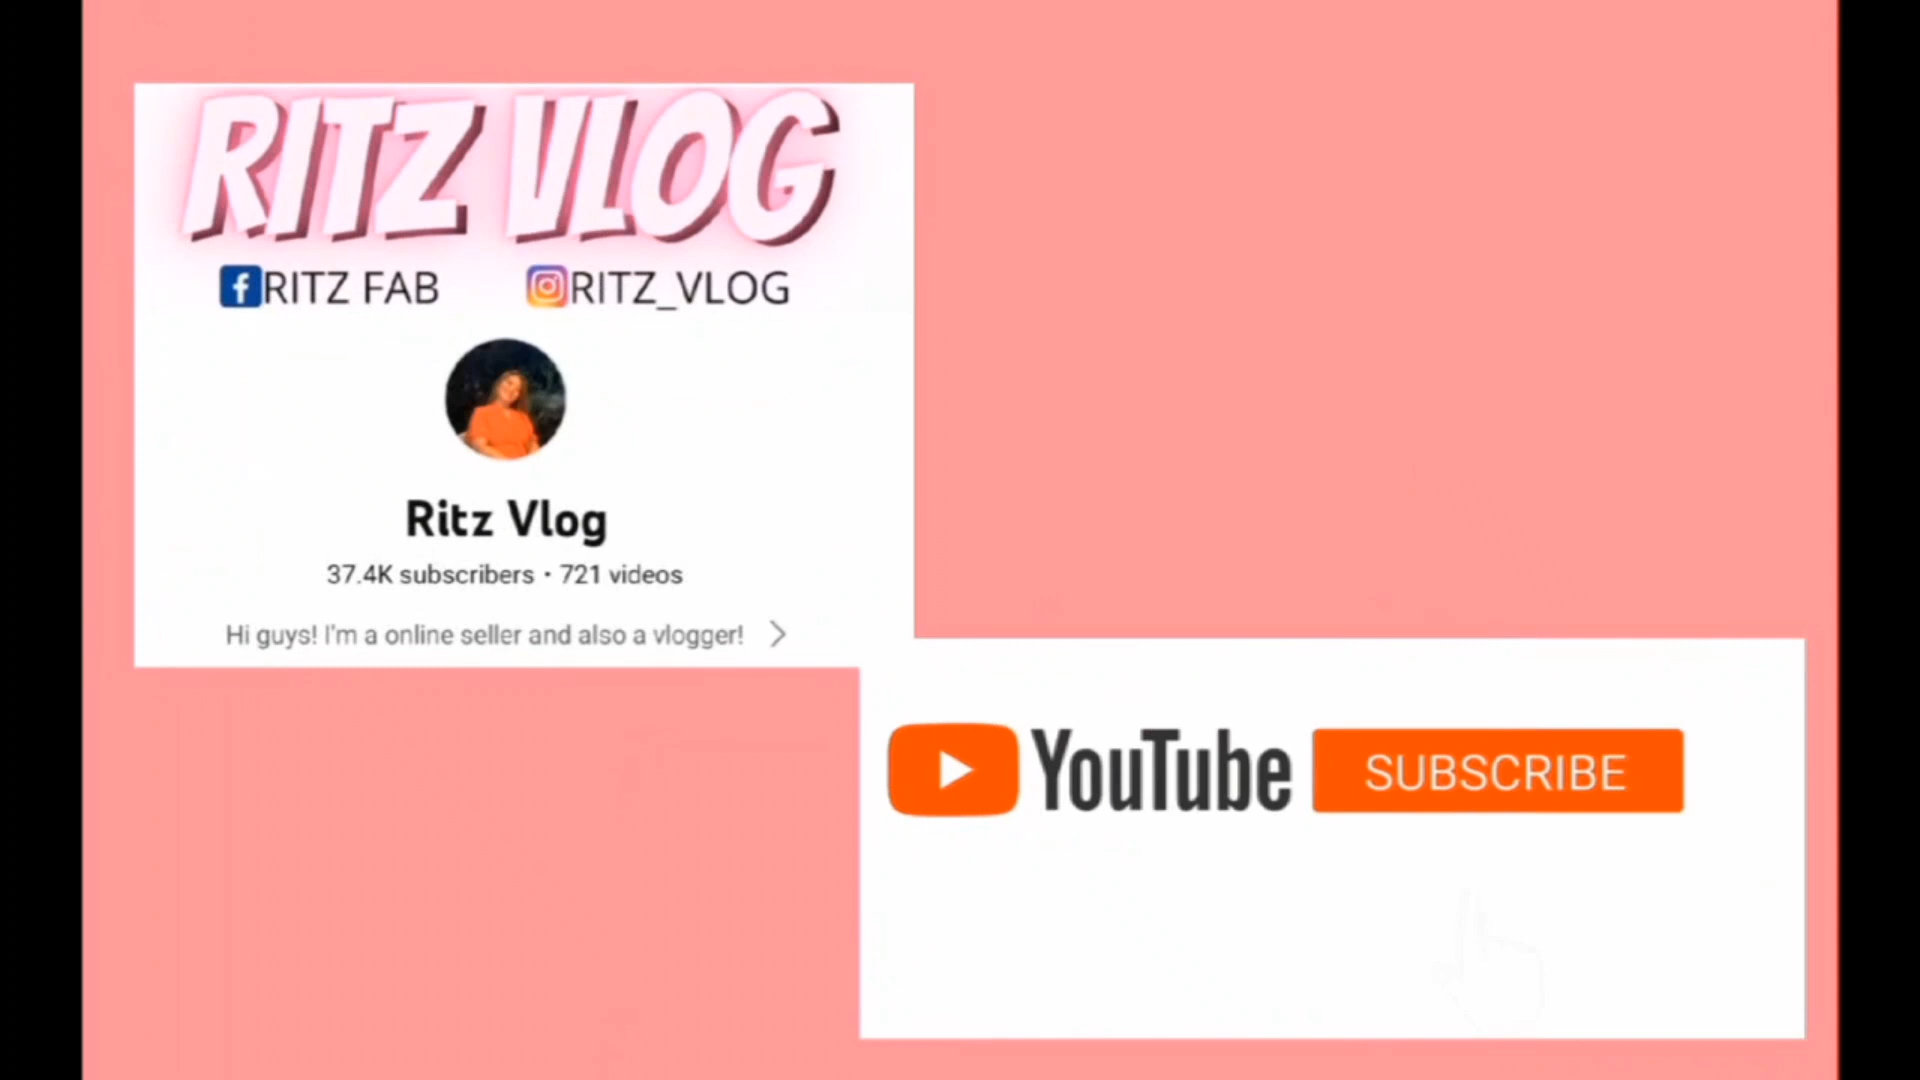 RITZ VLOG
RITZ FAB RITZ_VLOG
Ritz Vlog
37.4K subscribers • 721 videos
Hi guys! I'm a online seller and also a vlogger!
YouTube SUBSCRIBE